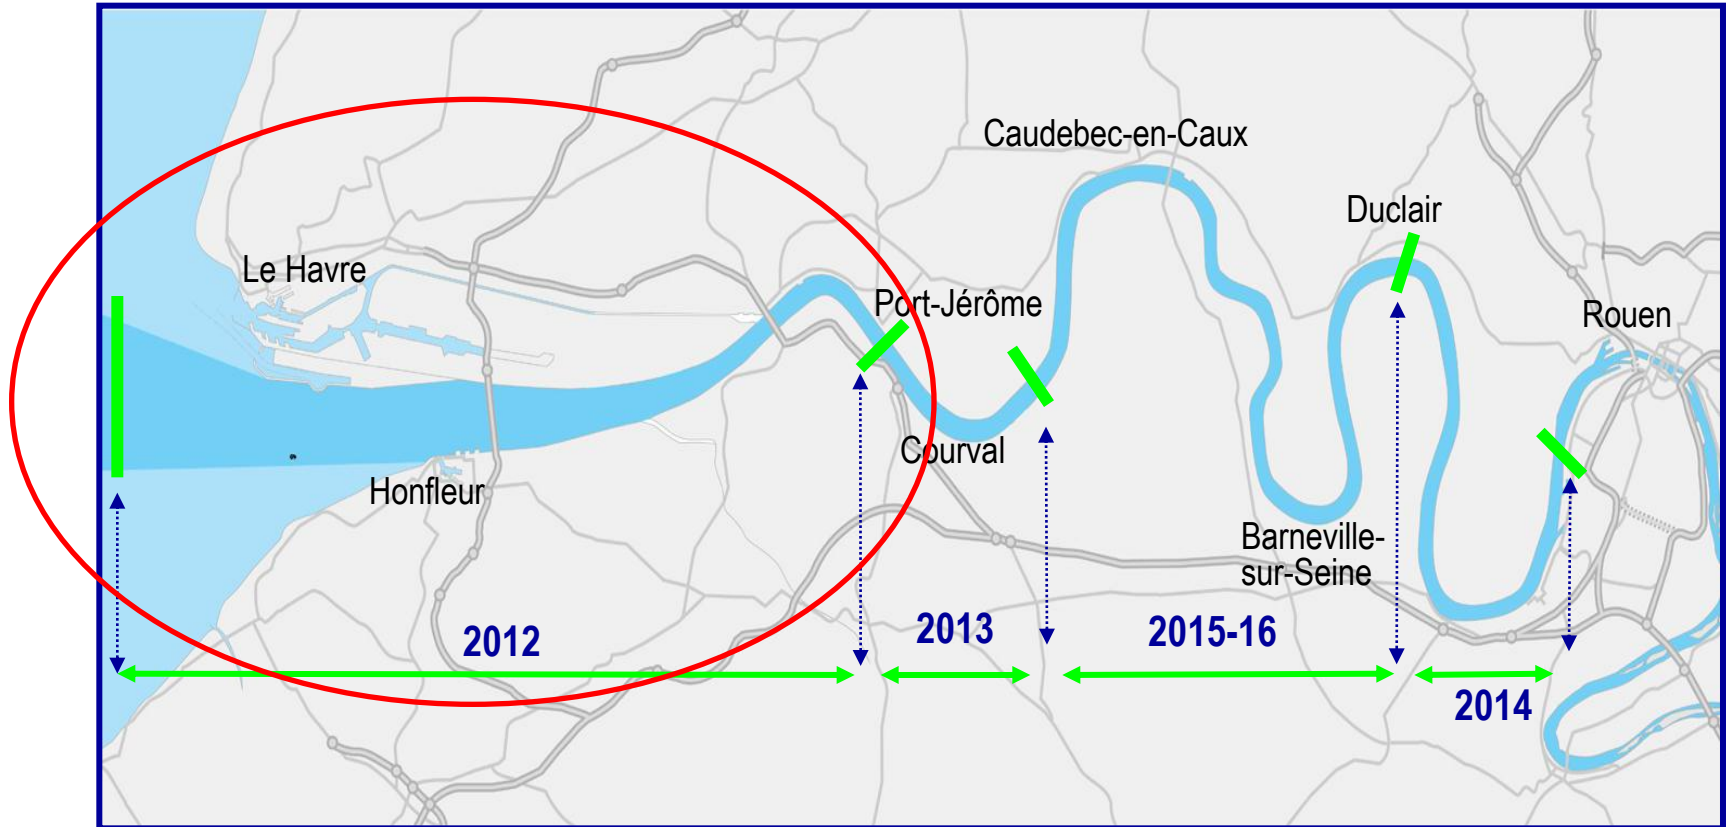 Caudebec-en-Caux
Duclair
Le Havre
Port-Jérôme
Rouen
Courval
Honfleur
Barneville-
sur-Seine
2012
2013
2015-16
2014